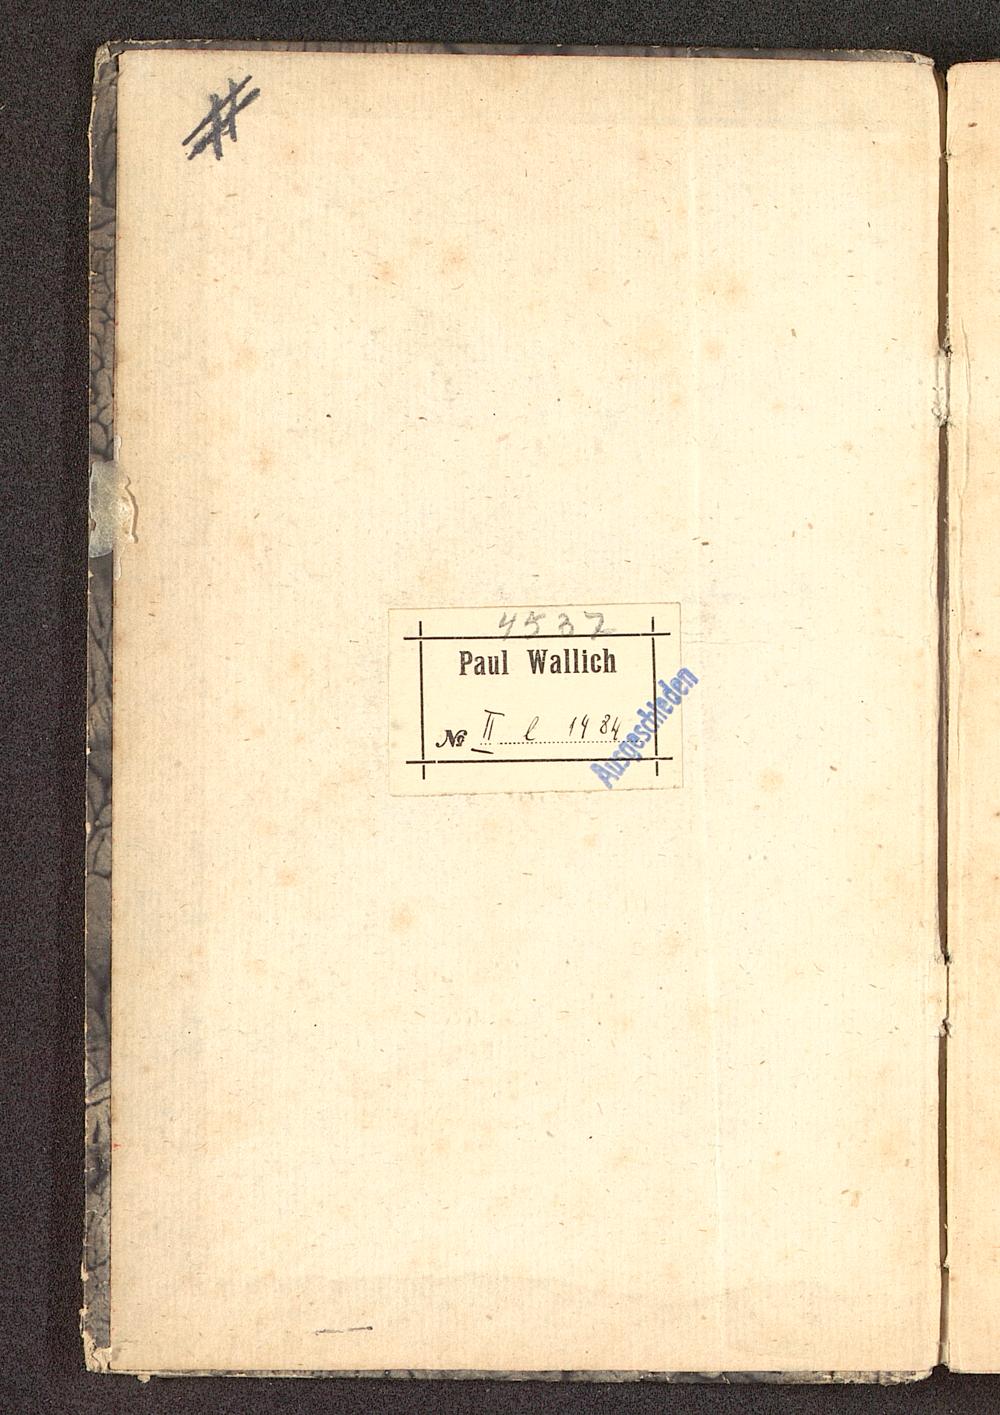 #
4537
Paul Wallich
№ II l 1484
Ausgeschieden